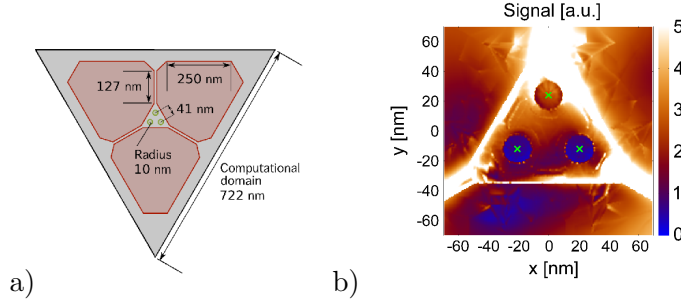 127 nm
250 nm
41 nm
Radius
10 nm
Computational
domain
722 nm
a)
Signal [a.u.]
60
40
20
0
-20
-40
-60
y [nm]
-60 -40 -20 0 20 40 60
x [nm]
5
4
3
2
1
0
b)